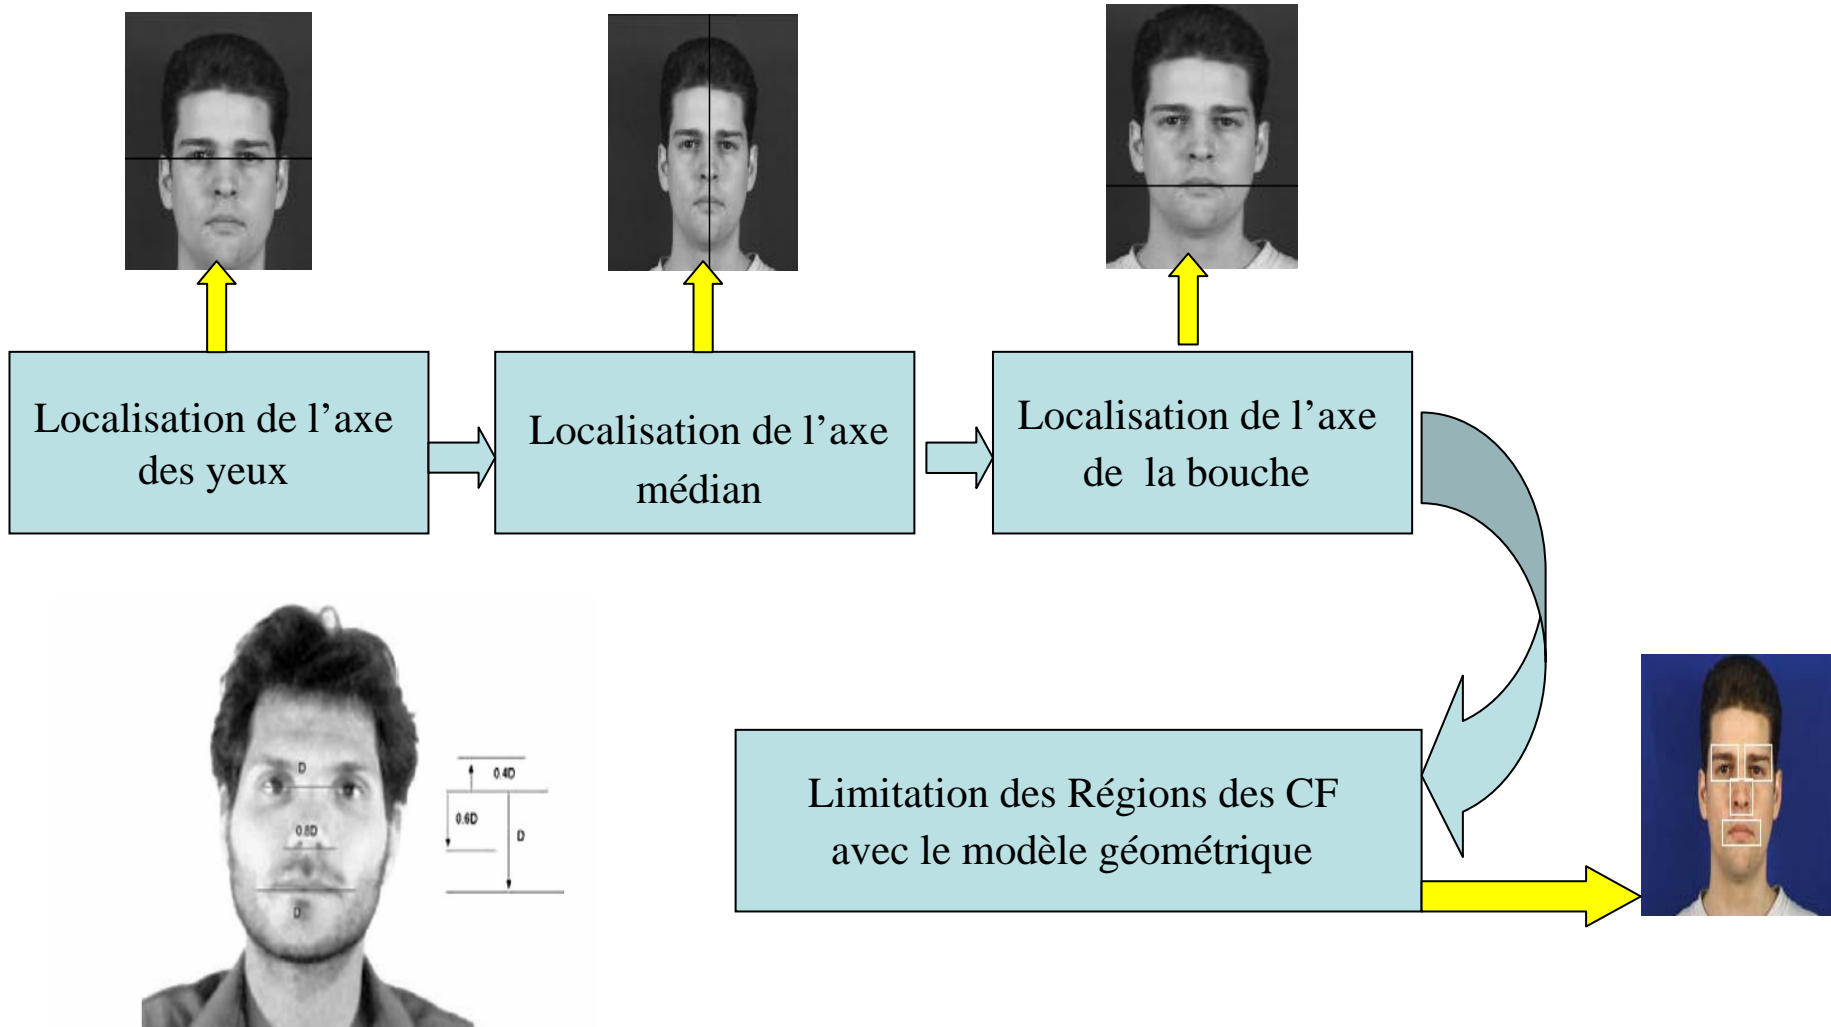 Localisation de l’axe
des yeux
Localisation de l’axe
médian
Localisation de l’axe
de la bouche
D
0.8D
D
0.4D
0.6D
D
Limitation des Régions des CF
avec le modèle géométrique